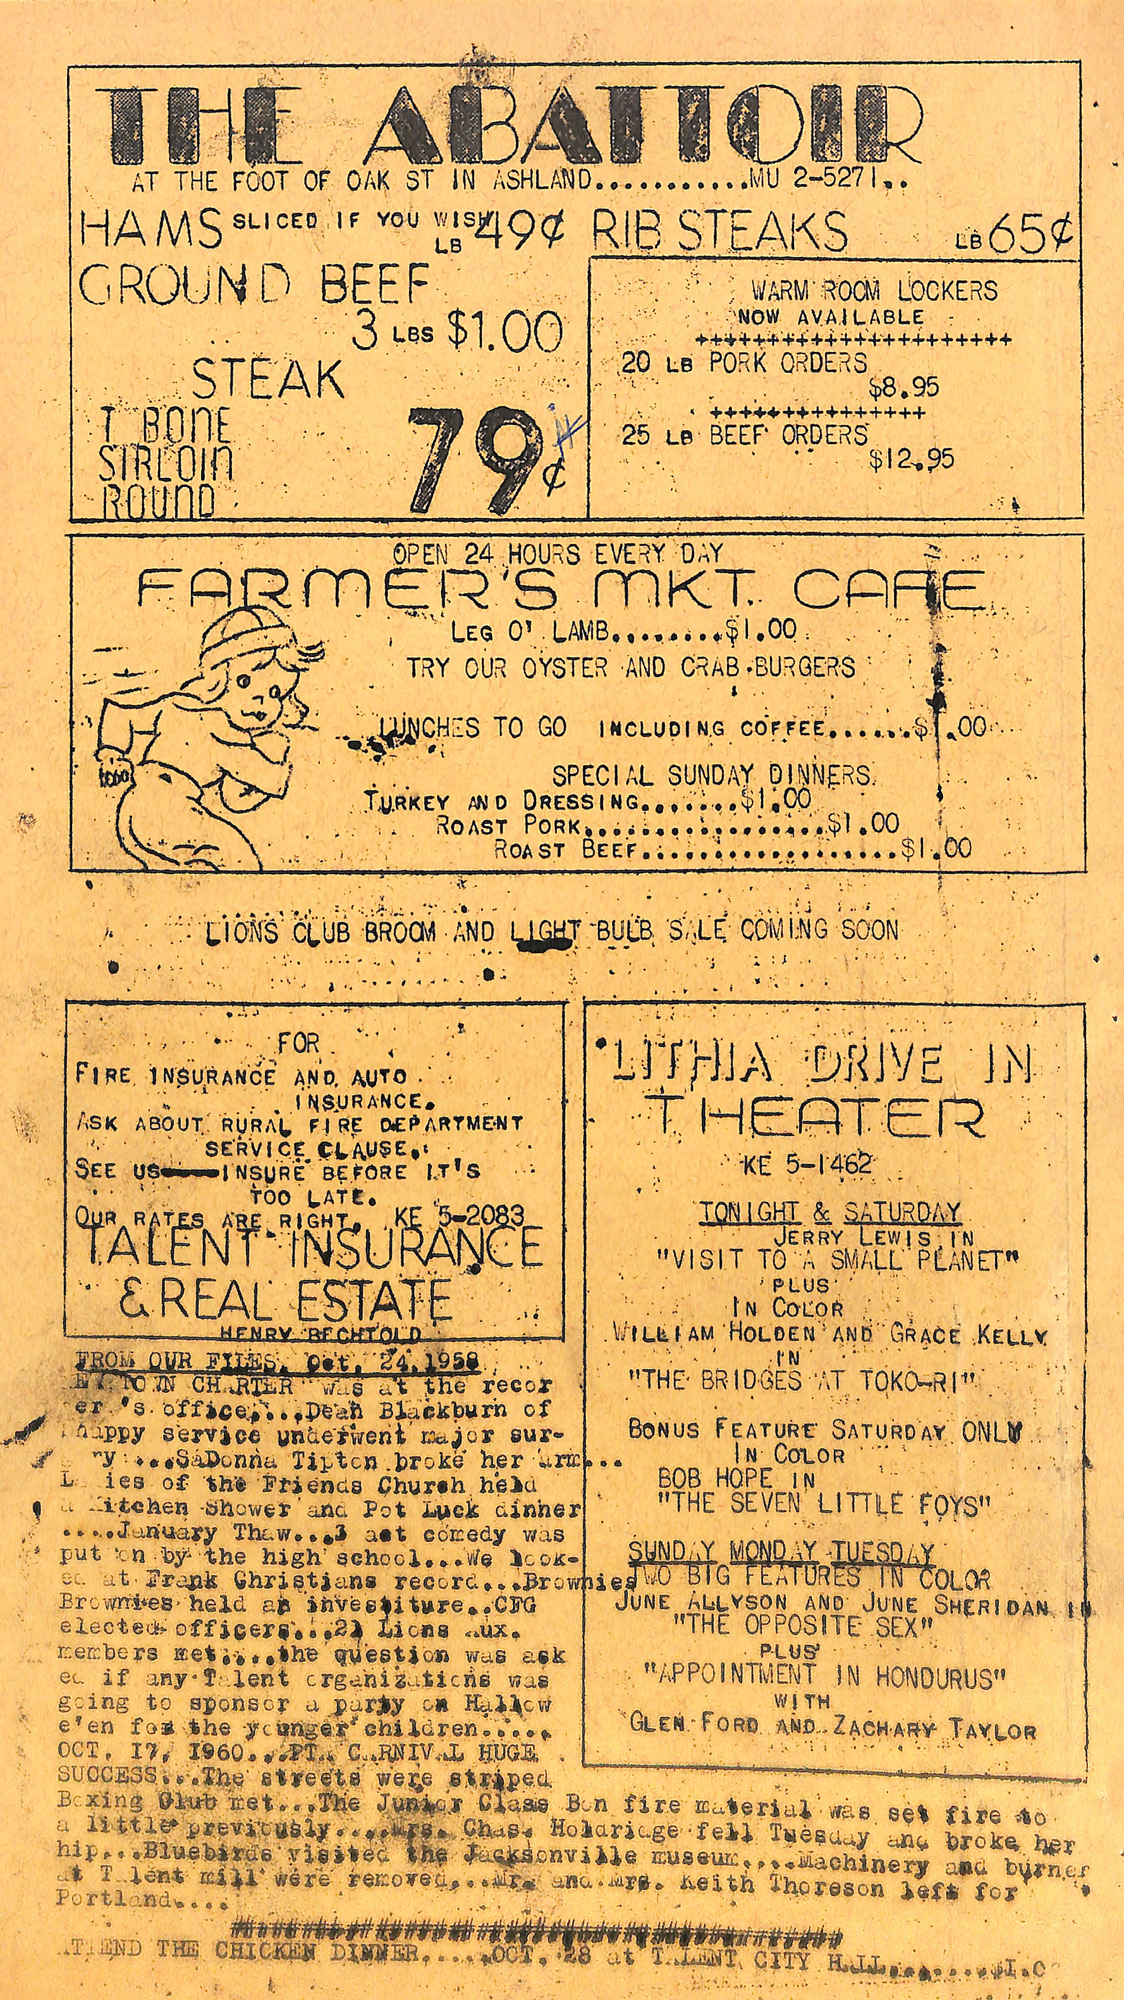 THE ABATTOIR
AT THE FOOT OF OAK ST IN ASHLAND...........MU 2-5271..
HAMS SLICED IF YOU WISH LB 49¢ RIB STEAKS LB 65¢
GROUND BEEF
3 LBS $1.00
STEAK
T BONE
SIRLOIN
ROUND
79¢
WARM ROOM LOCKERS
NOW AVAILABLE
++++++++++++++++++++++
20 LB PORK ORDERS
$8.95
+++++++++++++++
25 LB BEEF ORDERS
$12.95
OPEN 24 HOURS EVERY DAY
FARMER'S MKT. CAFE
LEG O' LAMB........$1.00
TRY OUR OYSTER AND CRAB-BURGERS
LUNCHES TO GO INCLUDING COFFEE......$1.00
SPECIAL SUNDAY DINNERS
TURKEY AND DRESSING.......$1.00
ROAST PORK.................$1.00
ROAST BEEF..................$1.00
LIONS CLUB BROOM AND LIGHT BULB SALE COMING SOON
FOR
FIRE INSURANCE AND AUTO
INSURANCE.
ASK ABOUT RURAL FIRE DEPARTMENT
SERVICE CLAUSE.
SEE US——INSURE BEFORE IT'S
TOO LATE.
OUR RATES ARE RIGHT. KE 5-2083
TALENT INSURANCE
& REAL ESTATE
HENRY BECHTOLD
LITHIA DRIVE IN
THEATER
KE 5-1462
TONIGHT & SATURDAY
JERRY LEWIS IN
"VISIT TO A SMALL PLANET"
PLUS
IN COLOR
WILLIAM HOLDEN AND GRACE KELLY
IN
"THE BRIDGES AT TOKO-RI"
BONUS FEATURE SATURDAY ONLY
IN COLOR
BOB HOPE IN
"THE SEVEN LITTLE FOYS"
SUNDAY MONDAY TUESDAY
TWO BIG FEATURES IN COLOR
JUNE ALLYSON AND JUNE SHERIDAN IN
"THE OPPOSITE SEX"
PLUS
"APPOINTMENT IN HONDURUS"
WITH
GLEN FORD AND ZACHARY TAYLOR
FROM OUR FILES. Oct. 24,1958
TOWN CHARTER was at the recor
er 's office....Dean Blackburn of
happy service underwent major sur-
ry ...SaDonna Tipton broke her arm...
Ladies of the Friends Church held
a Kitchen Shower and Pot Luck dinner
....January Thaw...3 act comedy was
put on by the high school...We look-
ed at Frank Christians record...Brownies
Brownies held an investiture..CFG
elected officers...21 Lions Aux.
members met....the question was ask
ed if any Talent organizations was
going to sponsor a party on Hallow
e'en for the younger children.....
OCT. 17, 1960...PTA CARNIVAL HUGE
SUCCESS...The streets were striped
Boxing Club met...The Junior Class Bon fire material was set fire to
a little previously....Mrs. Chas. Holdridge fell Tuesday and broke her
hip...Bluebirds visited the Jacksonville museum....Machinery and burner
at Talent mill were removed...Mr. and Mrs. Keith Thoreson left for
Portland....
##################################################
ATTEND THE CHICKEN DINNER.....OCT. 28 at TALENT CITY HALL